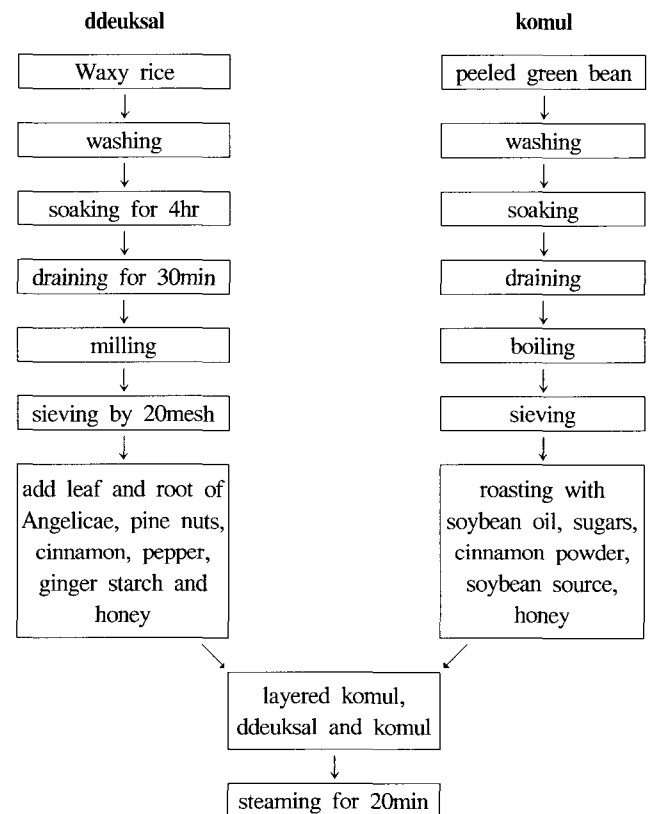 ddeuksal
Waxy rice
washing
soaking for 4hr
draining for 30min
milling
sieving by 20mesh
add leaf and root of
Angelicae, pine nuts,
cinnamon, pepper,
ginger starch and
honey
komul
peeled green bean
washing
soaking
draining
boiling
sieving
roasting with
soybean oil, sugars,
cinnamon powder,
soybean source,
honey
layered komul,
ddeuksal and komul
steaming for 20min